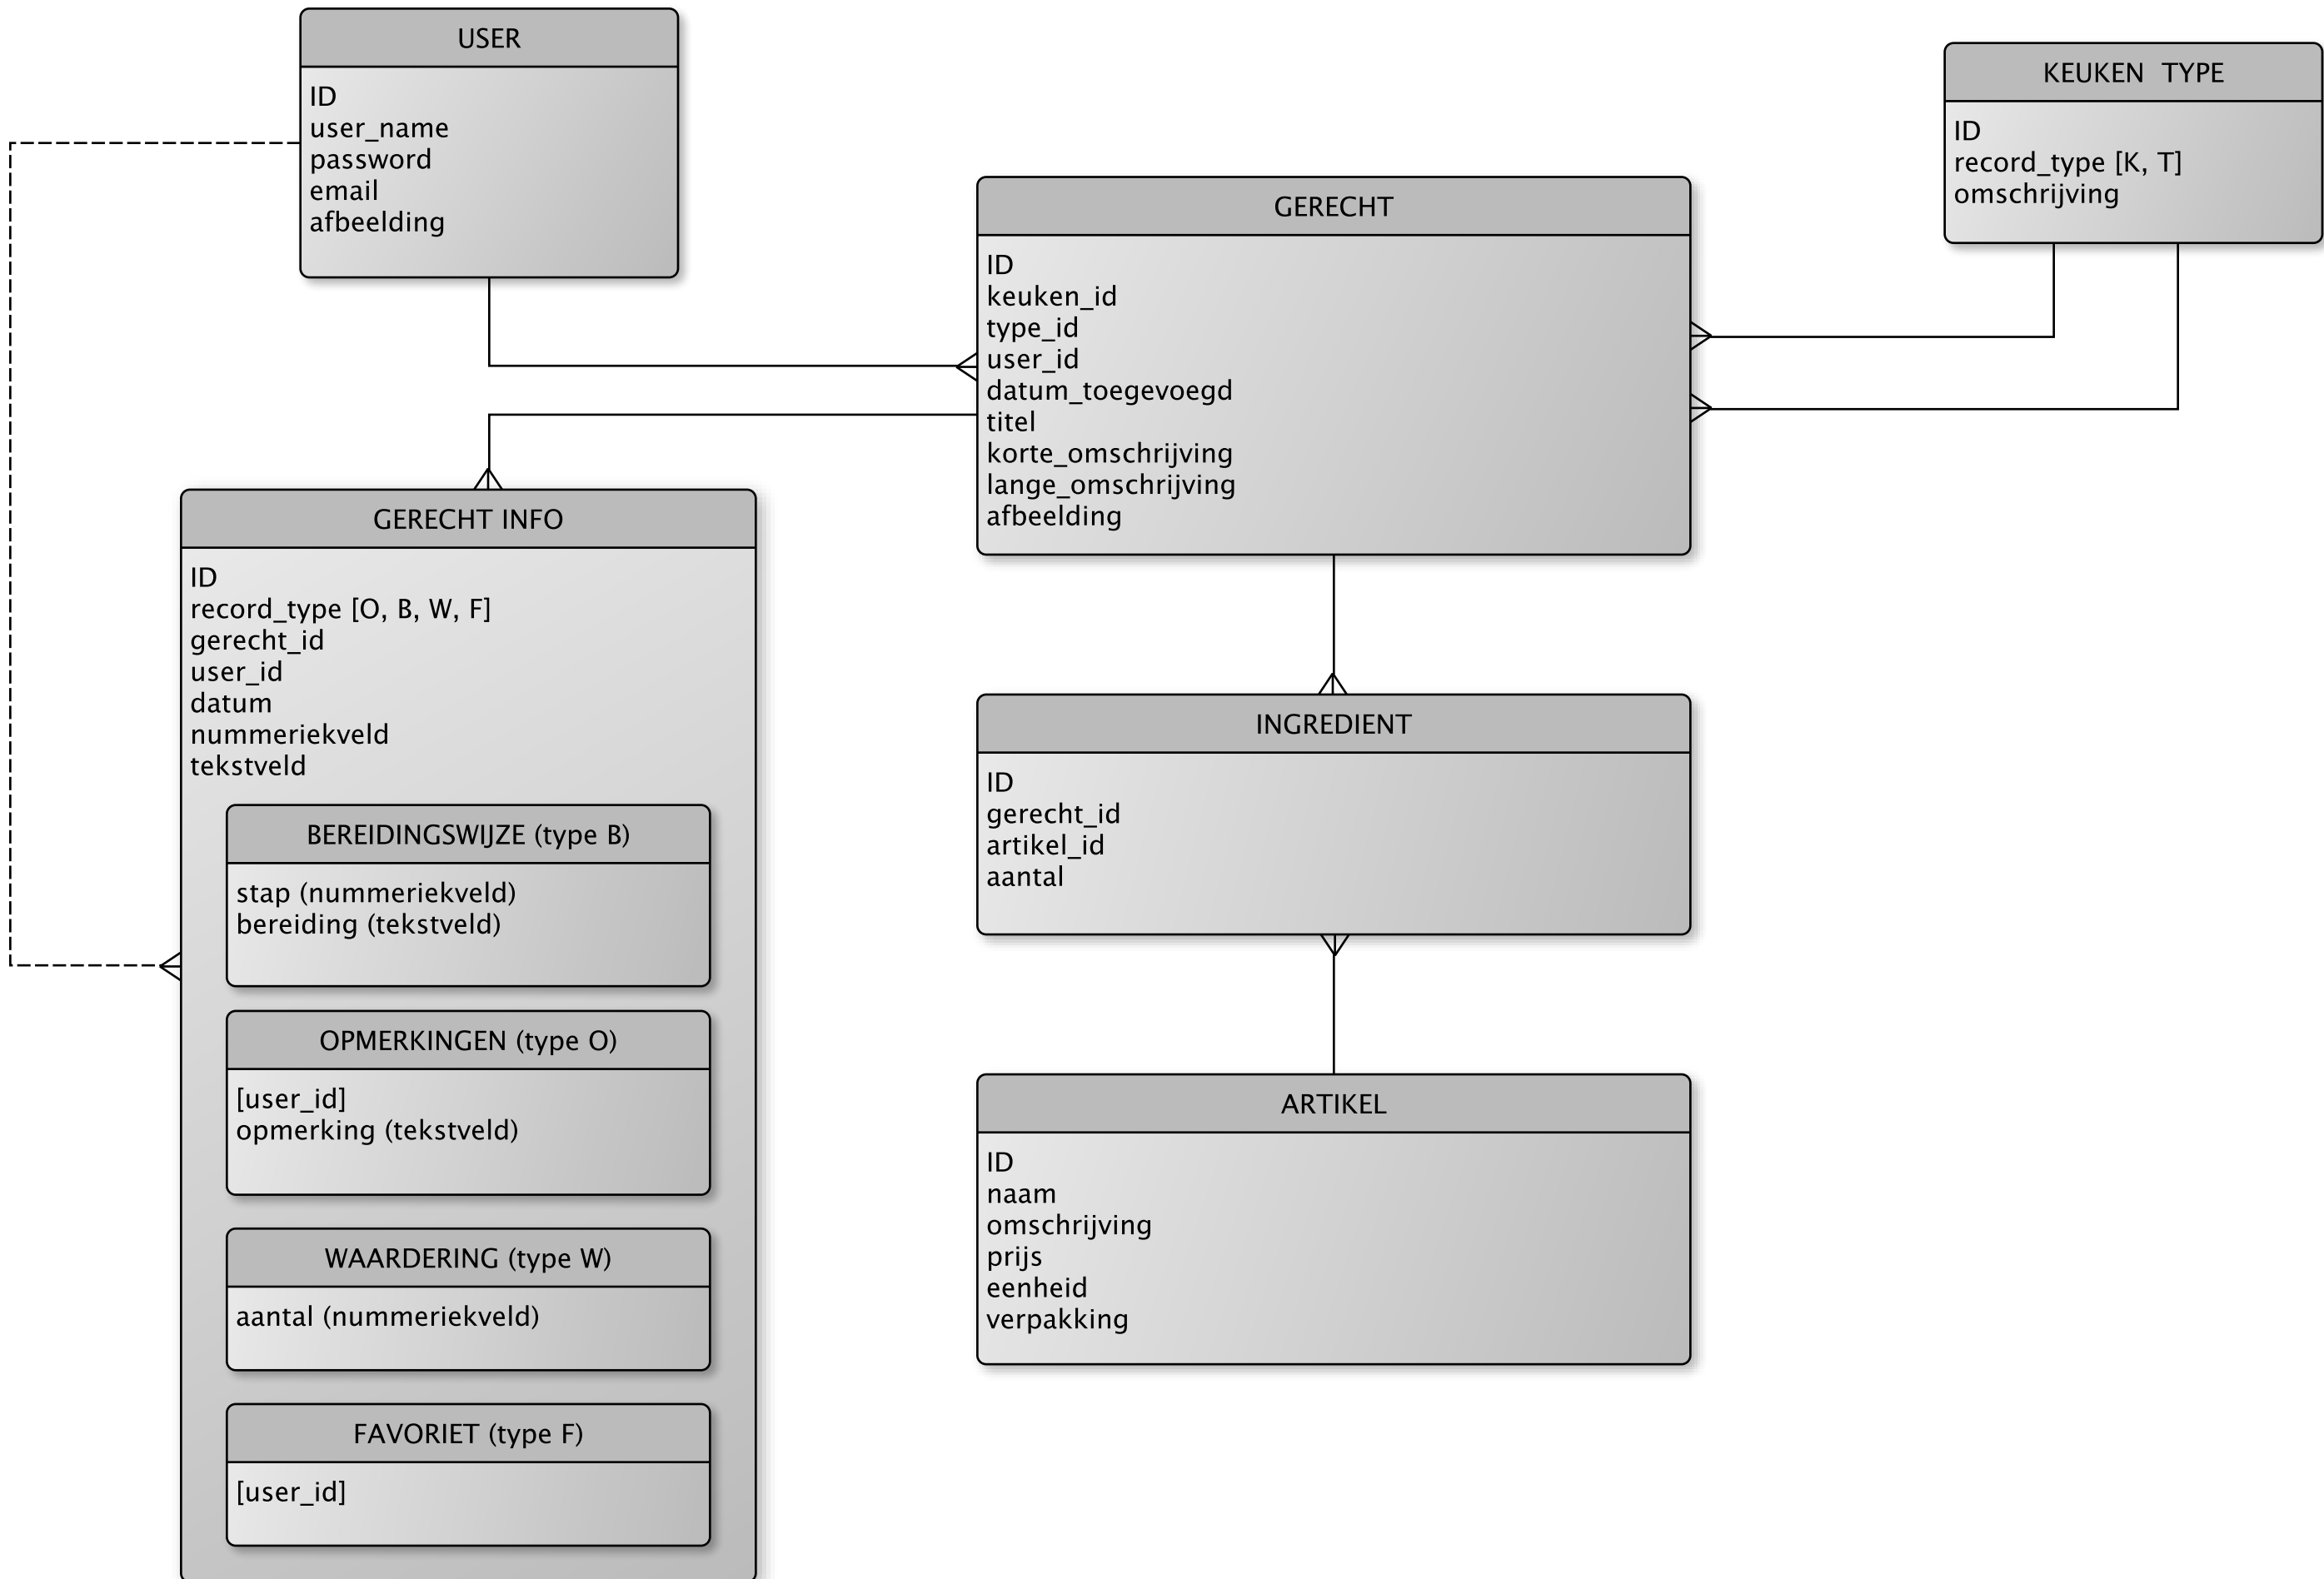 USER
ID
user_name
password
email
afbeelding
KEUKEN TYPE
ID
record_type [K, T]
omschrijving
GERECHT
ID
keuken_id
type_id
user_id
datum_toegevoegd
titel
korte_omschrijving
lange_omschrijving
afbeelding
GERECHT INFO
ID
record_type [O, B, W, F]
gerecht_id
user_id
datum
nummeriekveld
tekstveld
BEREIDINGSWIJZE (type B)
stap (nummeriekveld)
bereiding (tekstveld)
OPMERKINGEN (type O)
[user_id]
opmerking (tekstveld)
WAARDERING (type W)
aantal (nummeriekveld)
FAVORIET (type F)
[user_id]
INGREDIENT
ID
gerecht_id
artikel_id
aantal
ARTIKEL
ID
naam
omschrijving
prijs
eenheid
verpakking